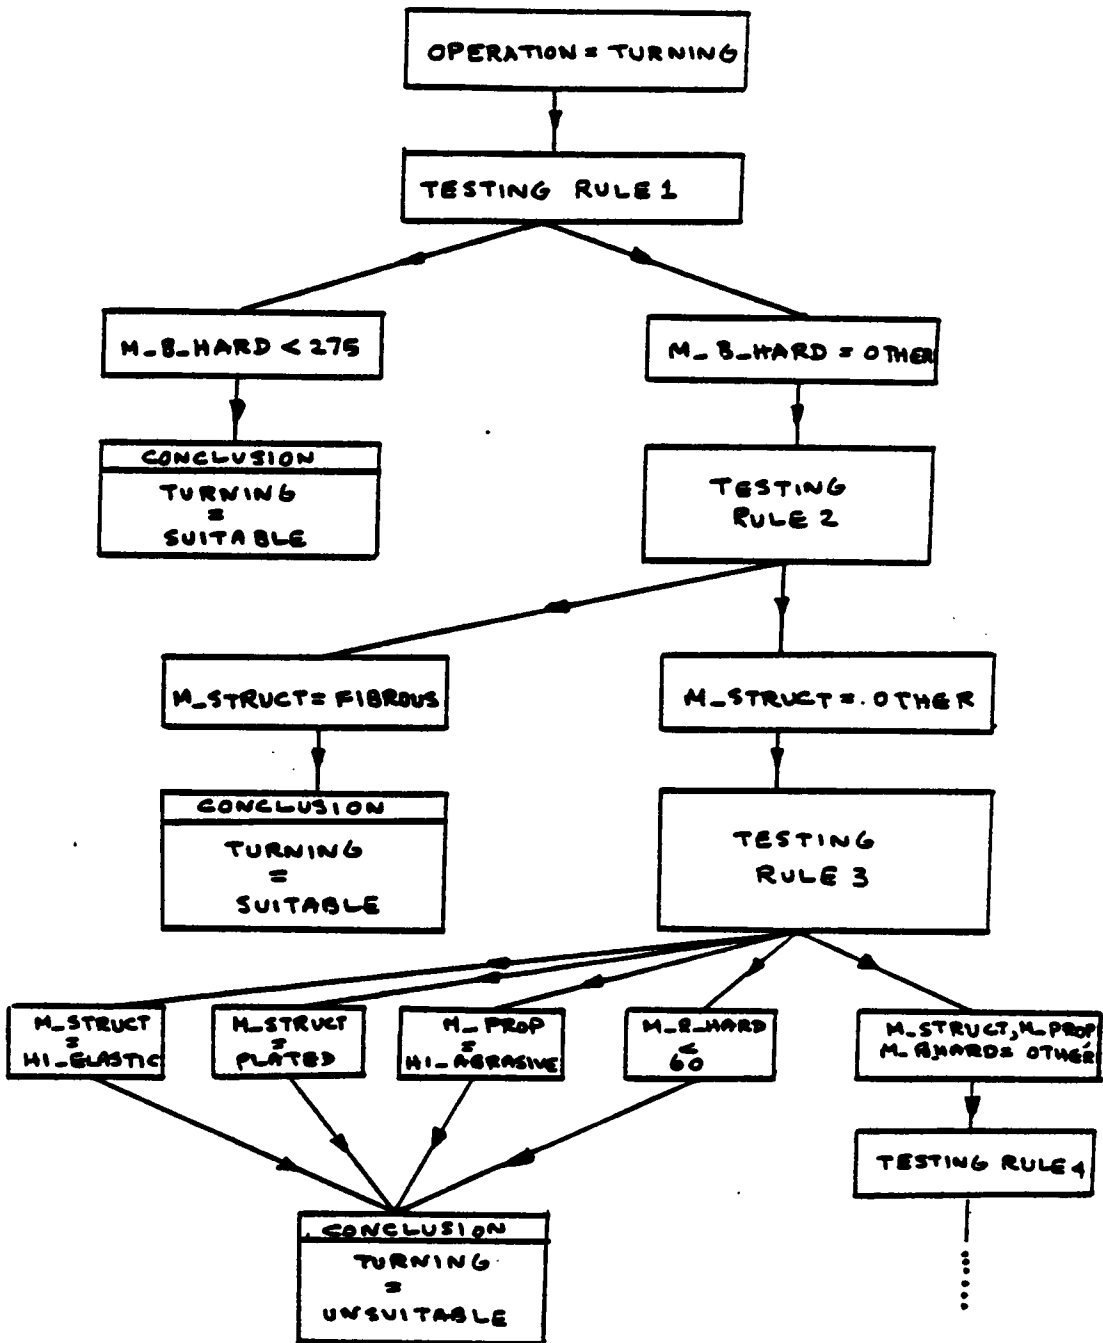 OPERATION = TURNING
TESTING RULE 1
M_B_HARD < 275
M_B_HARD = OTHER
CONCLUSION
TURNING
=
SUITABLE
TESTING
RULE 2
M_STRUCT = FIBROUS
M_STRUCT = . OTHER
CONCLUSION
TURNING
=
SUITABLE
TESTING
RULE 3
M_STRUCT
=
HI_ELASTIC
M_STRUCT
=
PLATED
M_PROP
=
HI_ABRASIVE
M_R_HARD
<
60
M_STRUCT, M_PROP,
HARD = OTHER
TESTING RULE 4
CONCLUSION
TURNING
=
UNSUITABLE